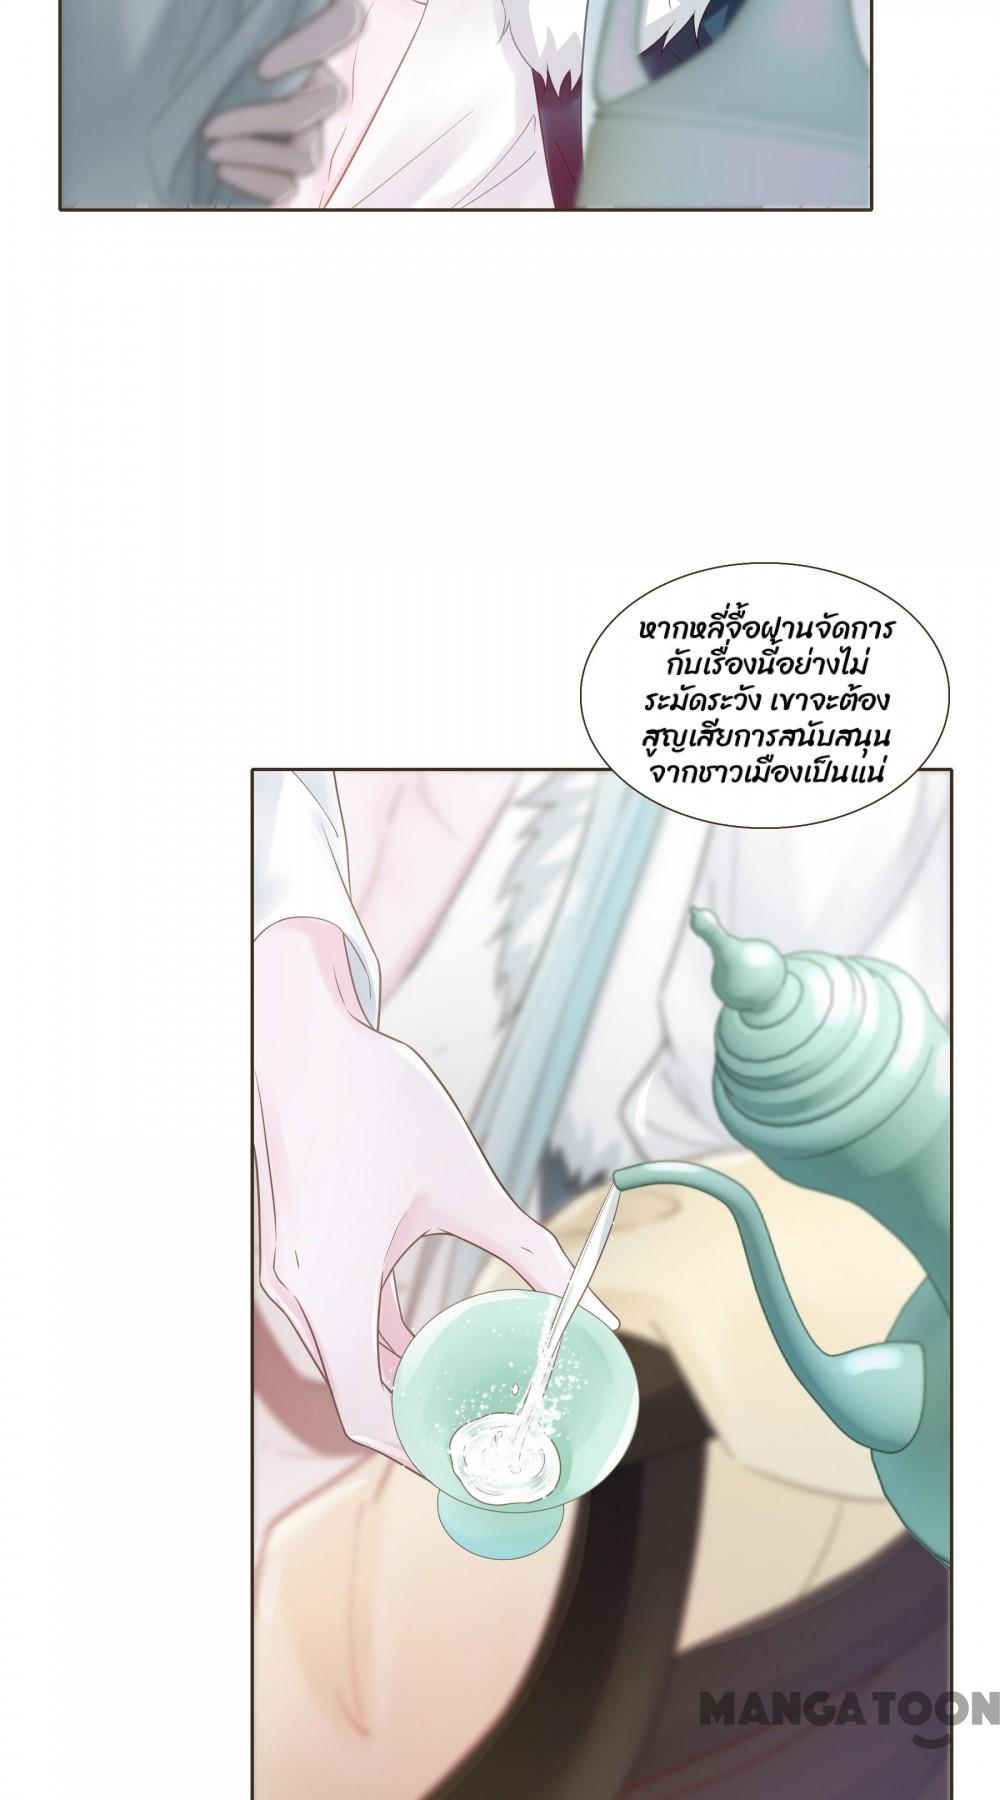 หากหลี่จื้อฝานจัดการ
กับเรื่องนี้อย่างไม่
ระมัดระวัง เขาจะต้อง
สูญเสียการสนับสนุน
จากชาวเมืองเป็นแน่
MANGATOON